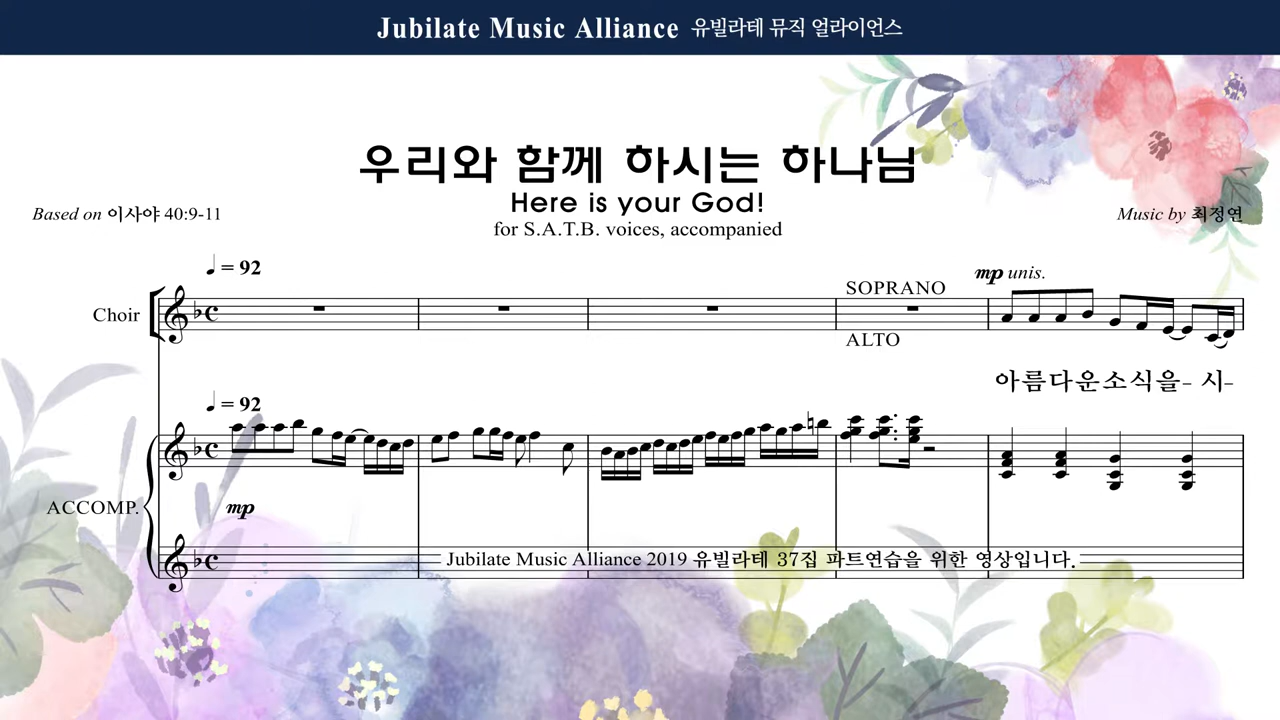 Jubilate Music Alliance 유빌라테 뮤직 얼라이언스
우리와 함께 하시는 하나님
Here is your God!
Based on 이사야 40:9-11
for S.A.T.B. voices, accompanied
Music by 최정연
♩ = 92
mp unis.
SOPRANO
Choir
ALTO
아름다운소식을- 시-
♩ = 92
mp
ACCOMP.
Jubilate Music Alliance 2019 유빌라테 37집 파트연습을 위한 영상입니다.